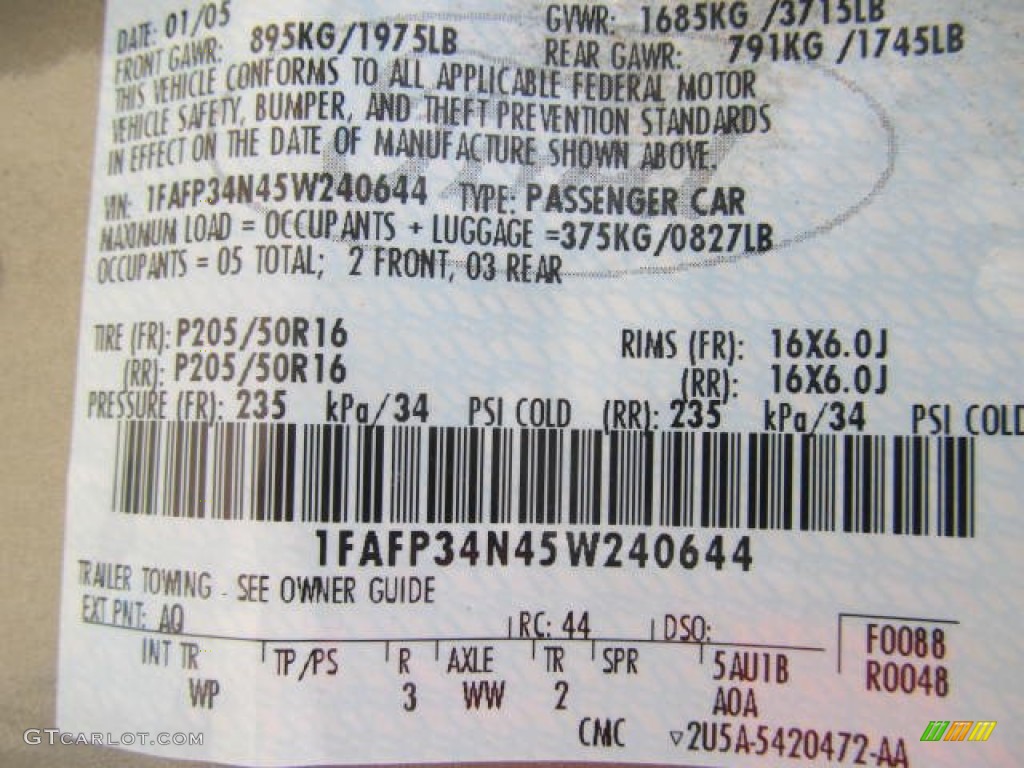 DATE: 01/05 GVWR: 1685KG /3715LB
FRONT GAWR: 895KG/1975LB REAR GAWR: 791KG /1745LB
THIS VEHICLE CONFORMS TO ALL APPLICABLE FEDERAL MOTOR
VEHICLE SAFETY, BUMPER, AND THEFT PREVENTION STANDARDS
IN EFFECT ON THE DATE OF MANUFACTURE SHOWN ABOVE.
VIN: 1FAFP34N45W240644 TYPE: PASSENGER CAR
MAXIMUM LOAD = OCCUPANTS + LUGGAGE =375KG/0827LB
OCCUPANTS = 05 TOTAL; 2 FRONT, 03 REAR
TIRE (FR): P205/50R16 RIMS (FR): 16X6.0J
(RR): P205/50R16 (RR): 16X6.0J
PRESSURE (FR): 235 kPa/34 PSI COLD (RR): 235 kPa/34 PSI COLD
1FAFP34N45W240644
TRAILER TOWING - SEE OWNER GUIDE
EXT PNT: AQ RC: 44 DSO: F0088
INT TR TP/PS R AXLE TR SPR 5AU1B R0048
WP 3 WW 2 AOA
CMC ▽2U5A-5420472-AA
GTCARLOT.COM